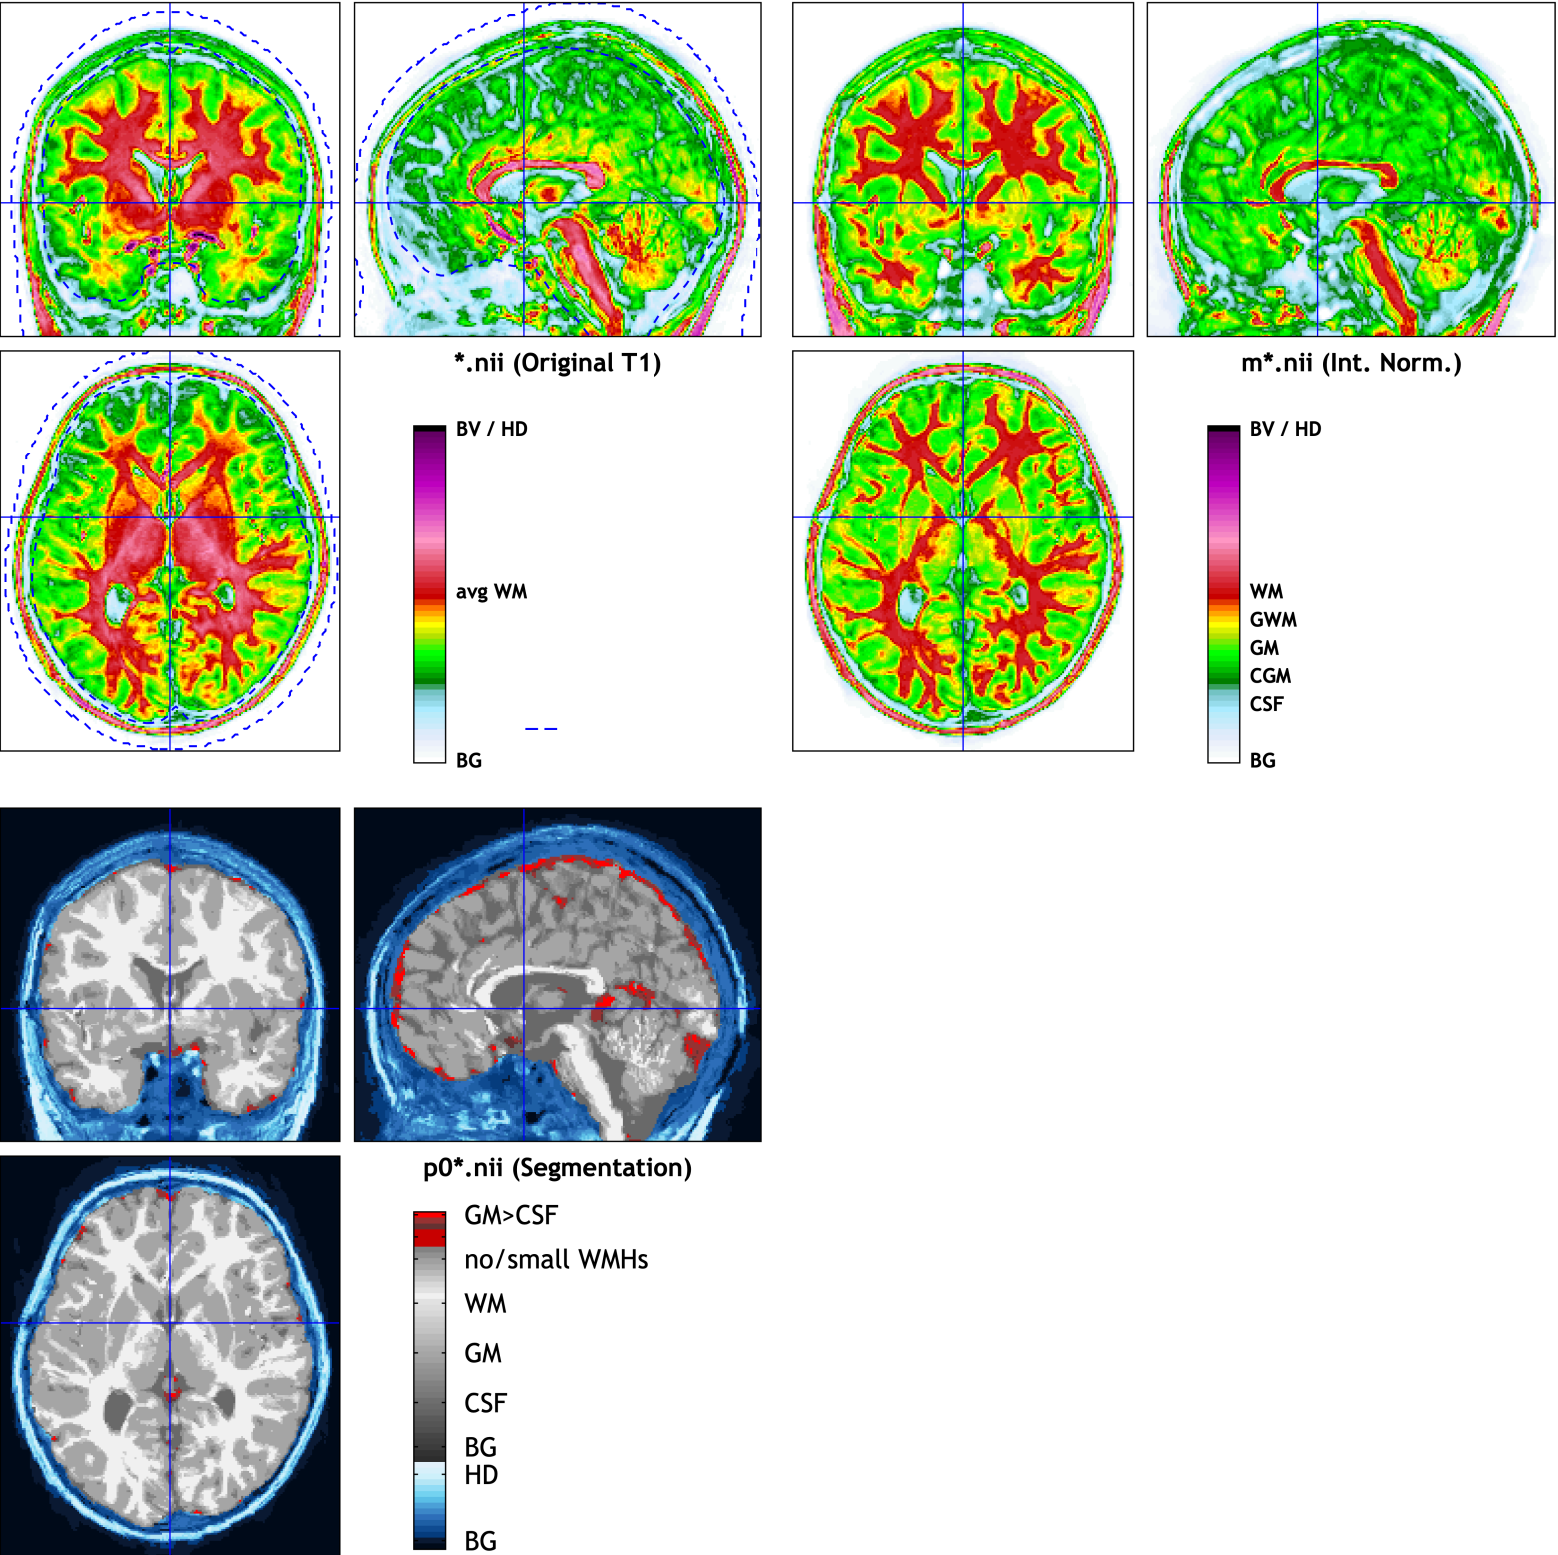 *.nii (Original T1)
BV / HD
avg WM
BG
m*.nii (Int. Norm.)
BV / HD
WM
GWM
GM
CGM
CSF
BG
p0*.nii (Segmentation)
GM>CSF
no/small WMHs
WM
GM
CSF
BG
HD
BG